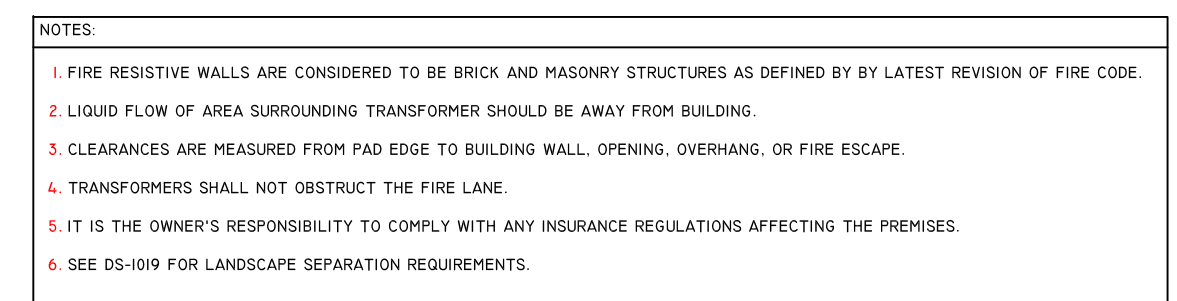 NOTES:
1. FIRE RESISTIVE WALLS ARE CONSIDERED TO BE BRICK AND MASONRY STRUCTURES AS DEFINED BY BY LATEST REVISION OF FIRE CODE.
2. LIQUID FLOW OF AREA SURROUNDING TRANSFORMER SHOULD BE AWAY FROM BUILDING.
3. CLEARANCES ARE MEASURED FROM PAD EDGE TO BUILDING WALL, OPENING, OVERHANG, OR FIRE ESCAPE.
4. TRANSFORMERS SHALL NOT OBSTRUCT THE FIRE LANE.
5. IT IS THE OWNER'S RESPONSIBILITY TO COMPLY WITH ANY INSURANCE REGULATIONS AFFECTING THE PREMISES.
6. SEE DS-1019 FOR LANDSCAPE SEPARATION REQUIREMENTS.